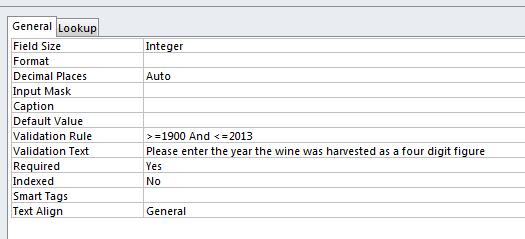 General Lookup
Field Size Integer
Format
Decimal Places Auto
Input Mask
Caption
Default Value
Validation Rule >=1900 And <=2013
Validation Text Please enter the year the wine was harvested as a four digit figure
Required Yes
Indexed No
Smart Tags
Text Align General